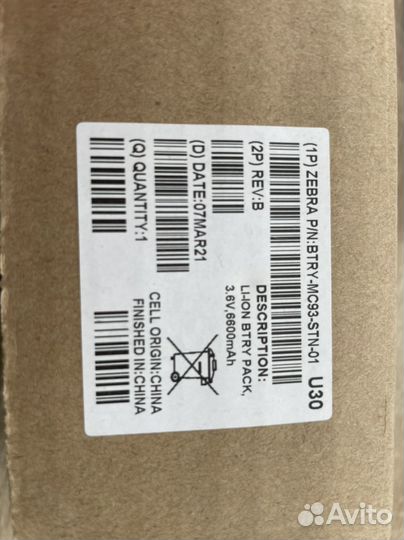 (1P) ZEBRA P/N:BTRY-MC93-STN-01
U30
(2P) REV:B
DESCRIPTION:
LI-ION BTRY PACK,
3.6V,6600mAh
(D) DATE:07MAR21
(Q) QUANTITY:1
CELL ORIGIN:CHINA
FINISHED IN:CHINA
Avito